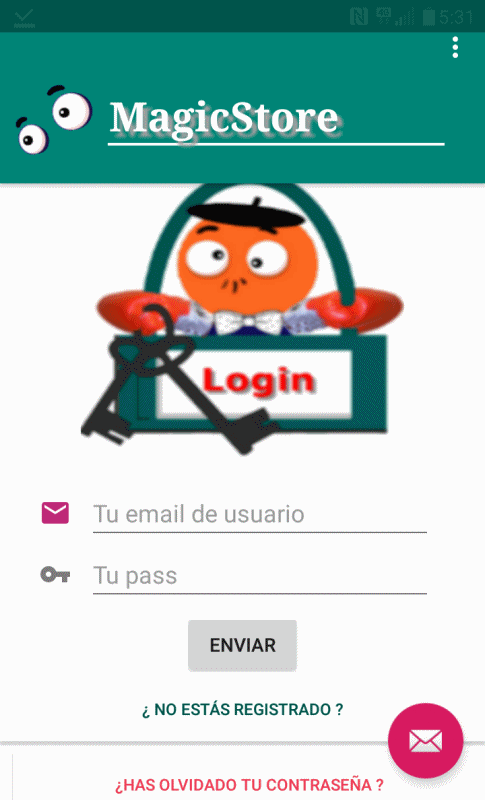 5:31
MagicStore
Login
Tu email de usuario
Tu pass
ENVIAR
¿ NO ESTÁS REGISTRADO ?
¿HAS OLVIDADO TU CONTRASEÑA ?